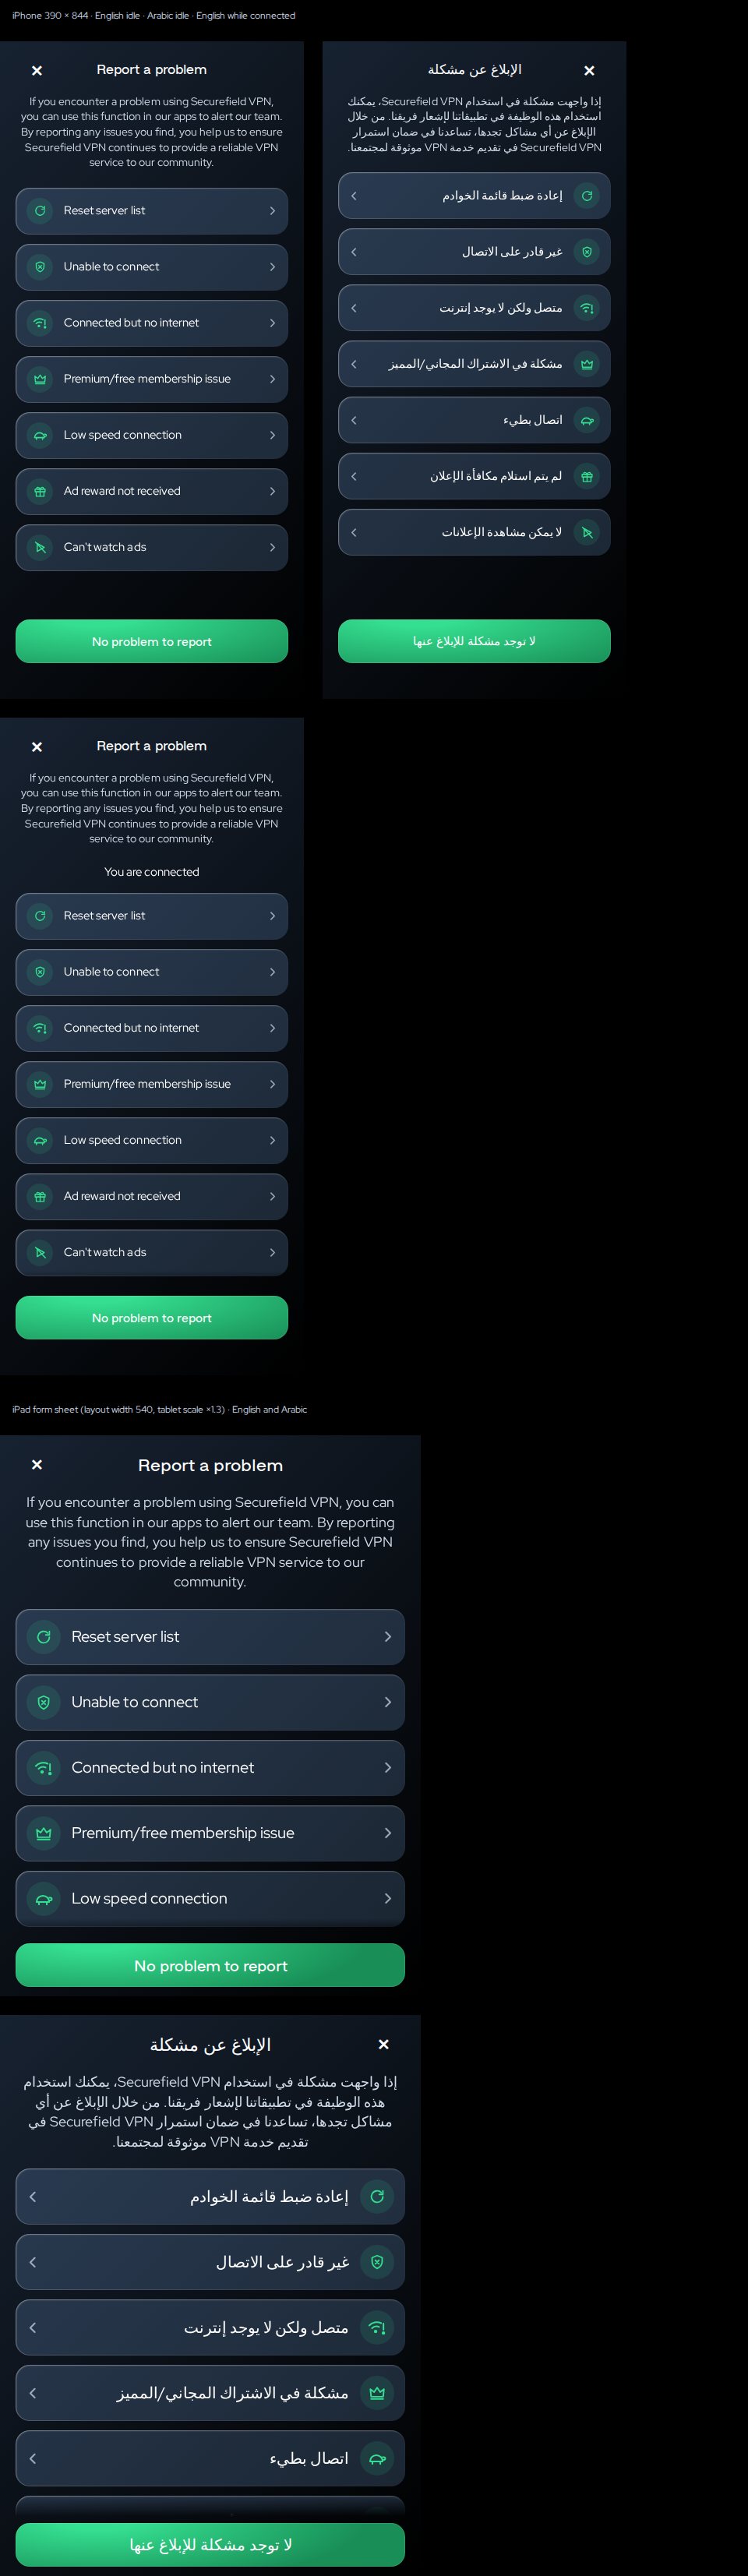 iPhone 390 × 844 · English idle · Arabic idle · English while connected
Report a problem
If you encounter a problem using Securefield VPN,
you can use this function in our apps to alert our team.
By reporting any issues you find, you help us to ensure
Securefield VPN continues to provide a reliable VPN
service to our community.
Reset server list
Unable to connect
Connected but no internet
Premium/free membership issue
Low speed connection
Ad reward not received
Can't watch ads
No problem to report
الإبلاغ عن مشكلة
إذا واجهت مشكلة في استخدام Securefield VPN، يمكنك
استخدام هذه الوظيفة في تطبيقاتنا لإشعار فريقنا. من خلال
الإبلاغ عن أي مشاكل تجدها، تساعدنا في ضمان استمرار
Securefield VPN في تقديم خدمة VPN موثوقة لمجتمعنا.
إعادة ضبط قائمة الخوادم
غير قادر على الاتصال
متصل ولكن لا يوجد إنترنت
مشكلة في الاشتراك المجاني/المميز
اتصال بطيء
لم يتم استلام مكافأة الإعلان
لا يمكن مشاهدة الإعلانات
لا توجد مشكلة للإبلاغ عنها
Report a problem
If you encounter a problem using Securefield VPN,
you can use this function in our apps to alert our team.
By reporting any issues you find, you help us to ensure
Securefield VPN continues to provide a reliable VPN
service to our community.
You are connected
Reset server list
Unable to connect
Connected but no internet
Premium/free membership issue
Low speed connection
Ad reward not received
Can't watch ads
No problem to report
iPad form sheet (layout width 540, tablet scale ×1.3) · English and Arabic
Report a problem
If you encounter a problem using Securefield VPN, you can
use this function in our apps to alert our team. By reporting
any issues you find, you help us to ensure Securefield VPN
continues to provide a reliable VPN service to our
community.
Reset server list
Unable to connect
Connected but no internet
Premium/free membership issue
Low speed connection
No problem to report
الإبلاغ عن مشكلة
إذا واجهت مشكلة في استخدام Securefield VPN، يمكنك استخدام
هذه الوظيفة في تطبيقاتنا لإشعار فريقنا. من خلال الإبلاغ عن أي
مشاكل تجدها، تساعدنا في ضمان استمرار Securefield VPN في
تقديم خدمة VPN موثوقة لمجتمعنا.
إعادة ضبط قائمة الخوادم
غير قادر على الاتصال
متصل ولكن لا يوجد إنترنت
مشكلة في الاشتراك المجاني/المميز
اتصال بطيء
لا توجد مشكلة للإبلاغ عنها